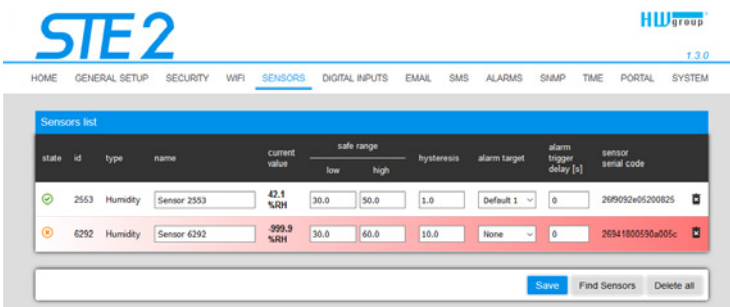 STE2
HWgroup
1.3.0
HOME GENERAL SETUP SECURITY WIFI SENSORS DIGITAL INPUTS EMAIL SMS ALARMS SNMP TIME PORTAL SYSTEM
Sensors list
state id type name current value safe range low high hysteresis alarm target alarm trigger delay [s] sensor serial code
2553 Humidity Sensor 2553 42.1 %RH 30.0 50.0 1.0 Default 1 0 26f9092e05200825
6292 Humidity Sensor 6292 -999.9 %RH 30.0 60.0 10.0 None 0 26941800590a005c
Save Find Sensors Delete all